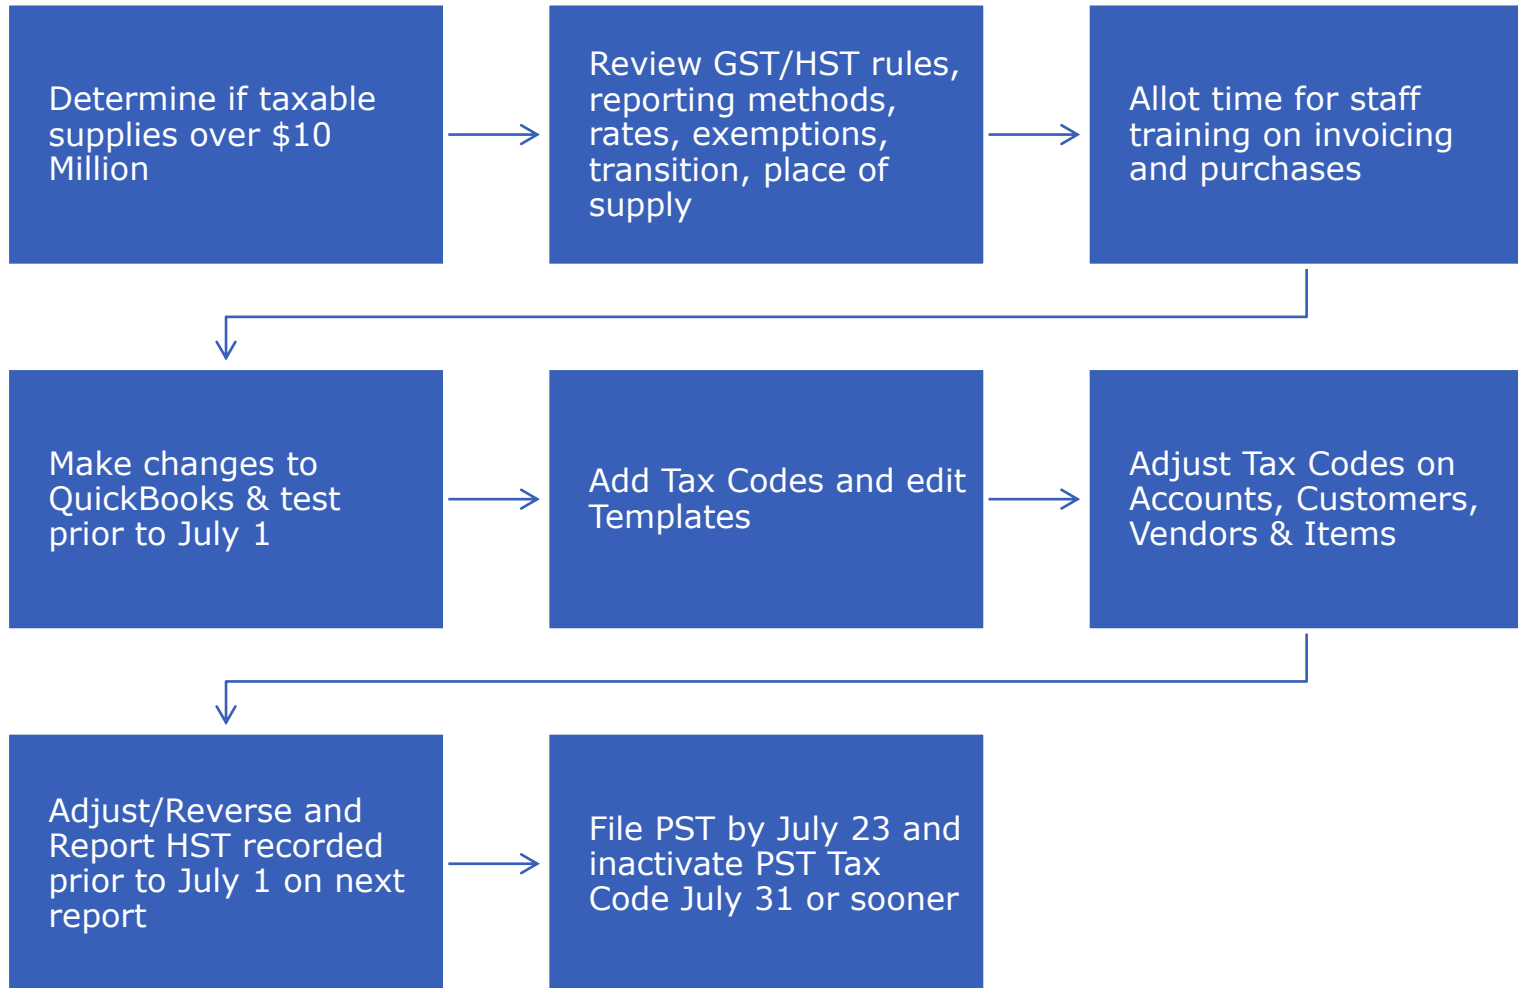 Determine if taxable
supplies over $10
Million
Review GST/HST rules,
reporting methods,
rates, exemptions,
transition, place of
supply
Allot time for staff
training on invoicing
and purchases
Make changes to
QuickBooks & test
prior to July 1
Add Tax Codes and edit
Templates
Adjust Tax Codes on
Accounts, Customers,
Vendors & Items
Adjust/Reverse and
Report HST recorded
prior to July 1 on next
report
File PST by July 23 and
inactivate PST Tax
Code July 31 or sooner